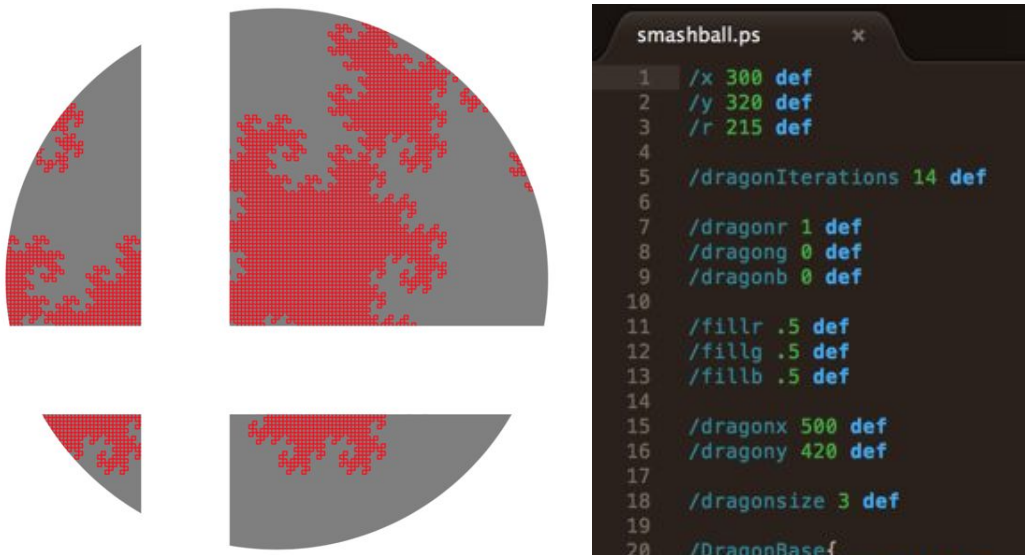 smashball.ps ×
1 /x 300 def
2 /y 320 def
3 /r 215 def
4
5 /dragonIterations 14 def
6
7 /dragonr 1 def
8 /dragong 0 def
9 /dragonb 0 def
10
11 /fillr .5 def
12 /fillg .5 def
13 /fillb .5 def
14
15 /dragonx 500 def
16 /dragony 420 def
17
18 /dragonsize 3 def
19
20 /DragonBase{